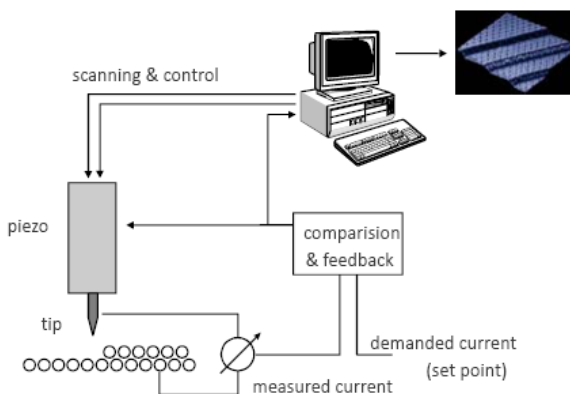 scanning & control
piezo
comparision
& feedback
tip
demanded current
(set point)
measured current